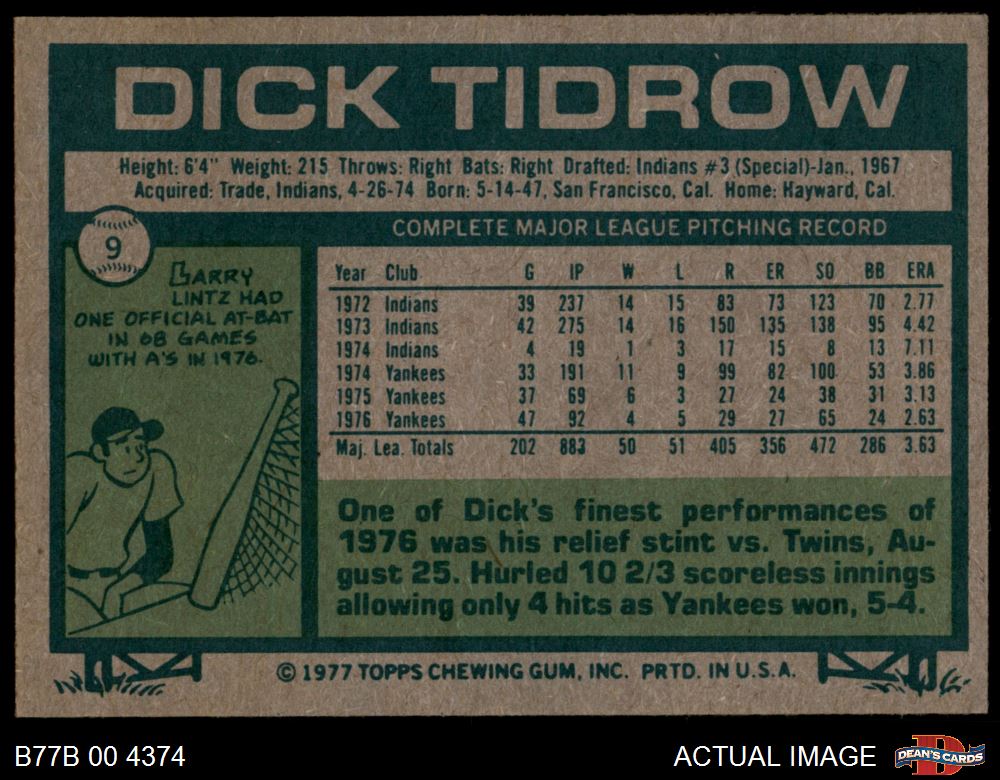 DICK TIDROW
Height: 6'4" Weight: 215 Throws: Right Bats: Right Drafted: Indians #3 (Special)-Jan., 1967
Acquired: Trade, Indians, 4-26-74 Born: 5-14-47, San Francisco, Cal. Home: Hayward, Cal.
9
LARRY
LINTZ HAD
ONE OFFICIAL AT-BAT
IN 68 GAMES
WITH A'S IN 1976.
COMPLETE MAJOR LEAGUE PITCHING RECORD
Year Club G IP W L R ER SO BB ERA
1972 Indians 39 237 14 15 83 73 123 70 2.77
1973 Indians 42 275 14 16 150 135 138 95 4.42
1974 Indians 4 19 1 3 17 15 8 13 7.11
1974 Yankees 33 191 11 9 99 82 100 53 3.86
1975 Yankees 37 69 6 3 27 24 38 31 3.13
1976 Yankees 47 92 4 5 29 27 65 24 2.63
Maj. Lea. Totals 202 883 50 51 405 356 472 286 3.63
One of Dick's finest performances of
1976 was his relief stint vs. Twins, Au-
gust 25. Hurled 10 2/3 scoreless innings
allowing only 4 hits as Yankees won, 5-4.
© 1977 TOPPS CHEWING GUM, INC. PRTD. IN U.S.A.
B77B 00 4374
ACTUAL IMAGE
D
DEAN'S CARDS